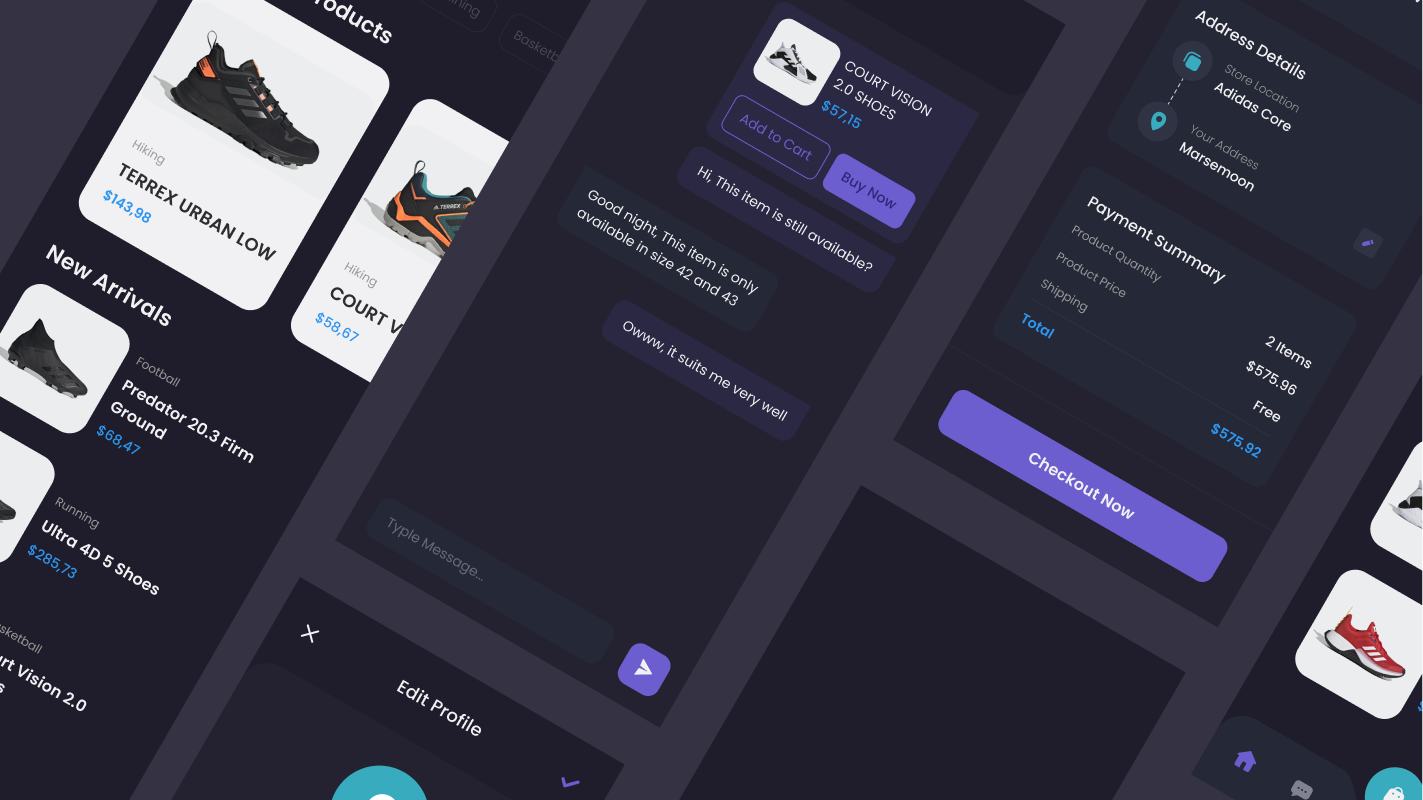 Products
Basketb
Hiking
TERREX URBAN LOW
$143,98
TERREX
Hiking
COURT V
$58,67
New Arrivals
Football
Predator 20.3 Firm
Ground
$68,47
Running
Ultra 4D 5 Shoes
$285,73
sketball
rt Vision 2.0
s
COURT VISION
2.0 SHOES
$57,15
Add to Cart
Buy Now
Hi, This item is still available?
Good night, This item is only
available in size 42 and 43
Owww, it suits me very well
Typle Message...
Edit Profile
Address Details
Store Location
Adidas Core
Your Address
Marsemoon
Payment Summary
Product Quantity
2 Items
Product Price
$575.96
Shipping
Free
Total
$575.92
Checkout Now